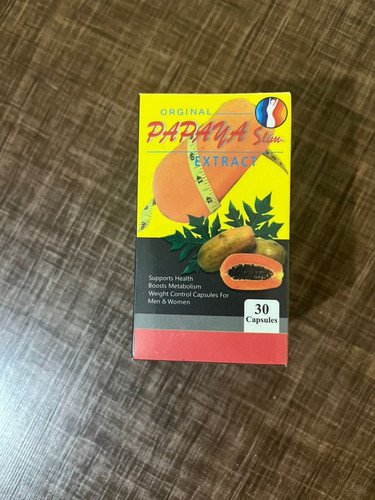 ORGINAL
PAPAYA Slim
EXTRACT
Supports Health
Boosts Metabolism
Weight Control Capsules For
Men & Women
30
Capsules